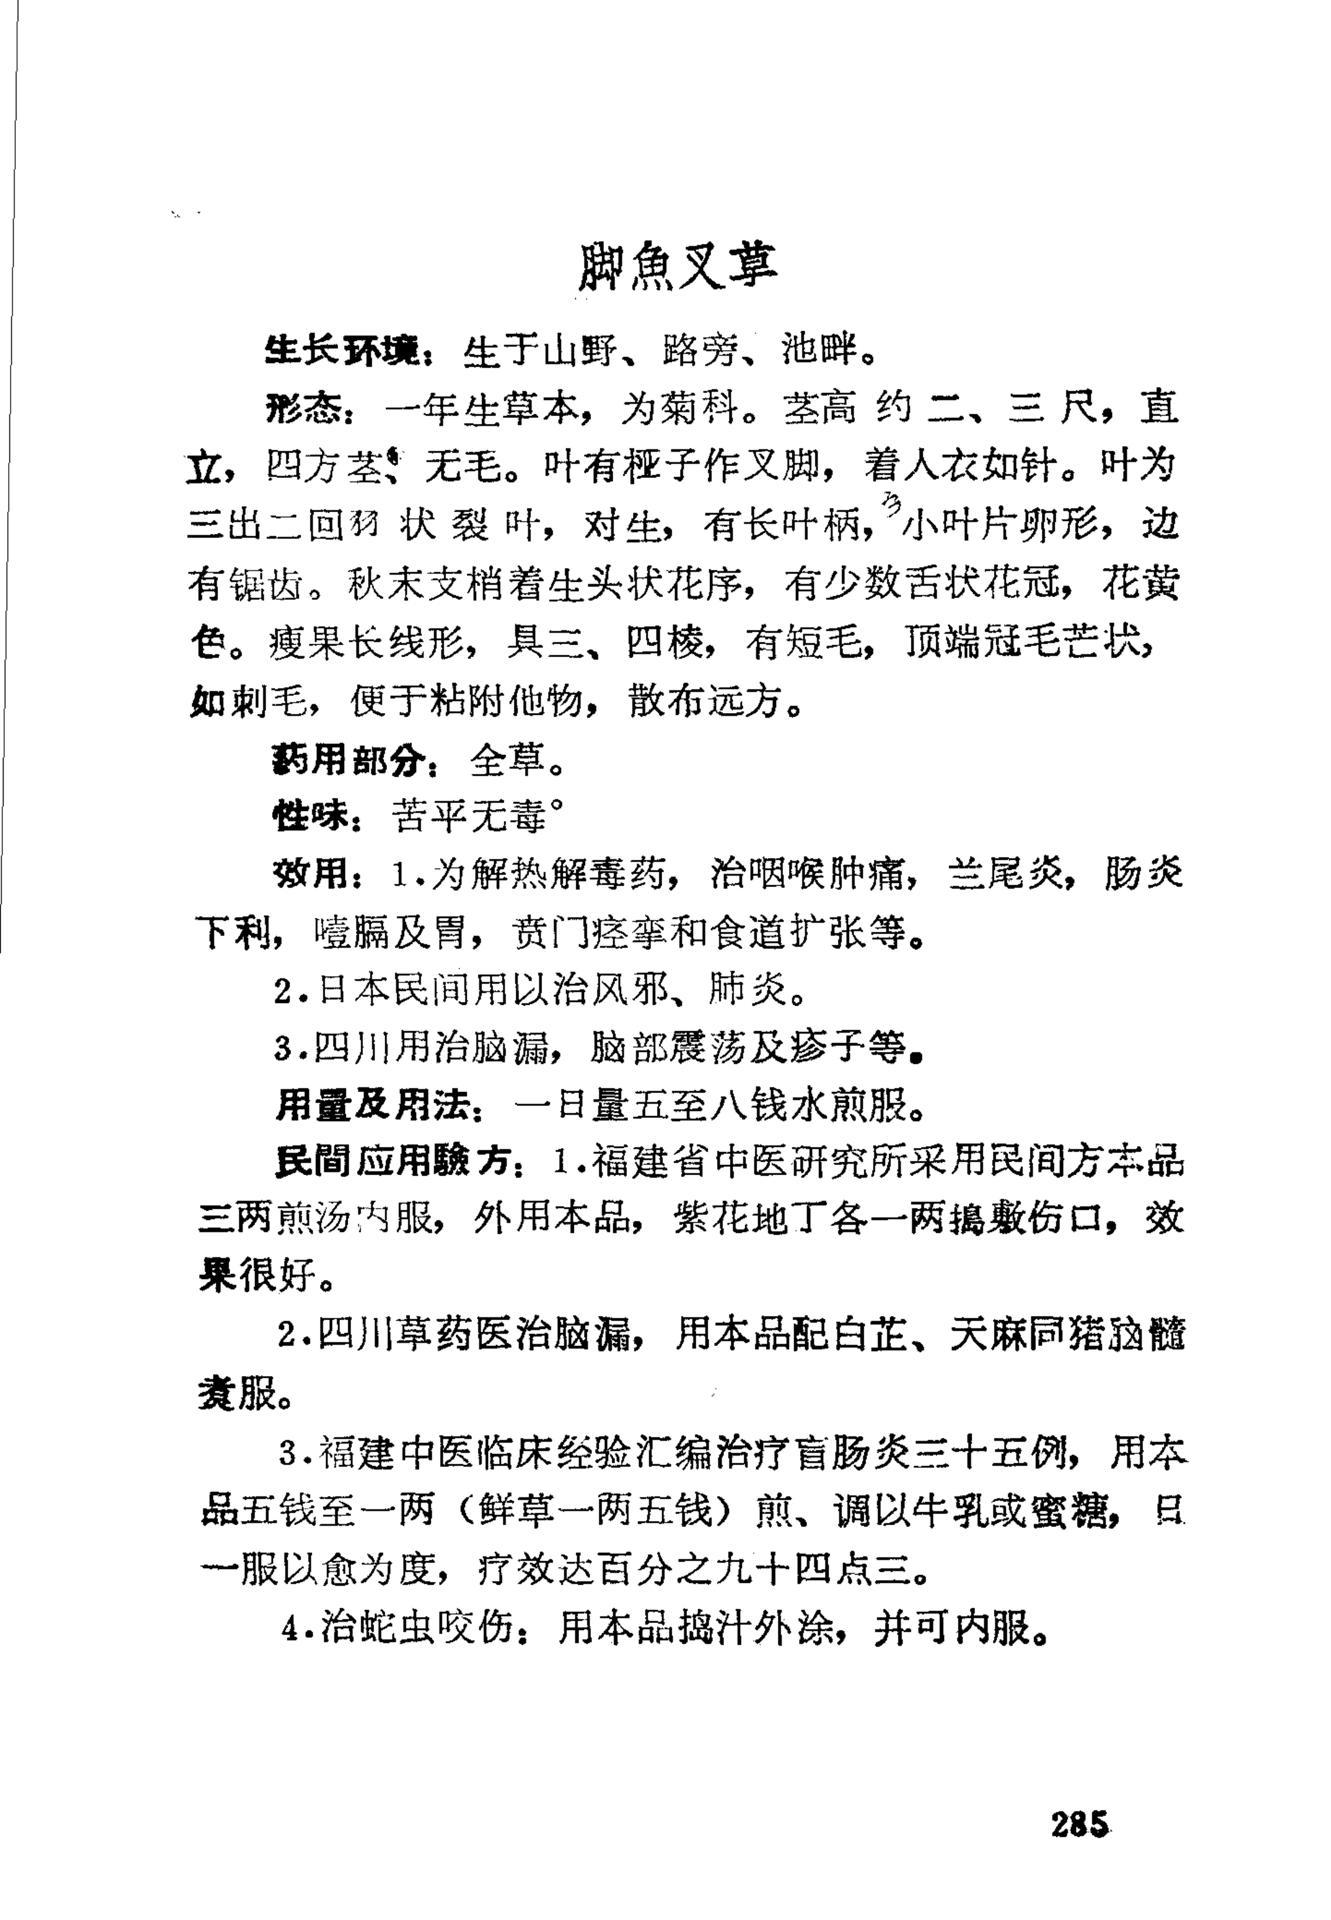 脚魚叉草
生长环境：生于山野、路旁、池畔。
形态：一年生草本，为菊科。茎高约二、三尺，直
立，四方茎、无毛。叶有桠子作叉脚，着人衣如针。叶为
三出二回羽状裂叶，对生，有长叶柄，小叶片卵形，边
有锯齿。秋末支梢着生头状花序，有少数舌状花冠，花黄
色。瘦果长线形，具三、四棱，有短毛，顶端冠毛芒状，
如刺毛，便于粘附他物，散布远方。
药用部分：全草。
性味：苦平无毒。
效用：1.为解热解毒药，治咽喉肿痛，兰尾炎，肠炎
下利，噎膈及胃，贲门痉挛和食道扩张等。
2.日本民间用以治风邪、肺炎。
3.四川用治脑漏，脑部震荡及疹子等。
用量及用法：一日量五至八钱水煎服。
民間应用驗方：1.福建省中医研究所采用民间方本品
三两煎汤内服，外用本品，紫花地丁各一两搗敷伤口，效
果很好。
2.四川草药医治脑漏，用本品配白芷、天麻同猪脑髓
煮服。
3.福建中医临床经验汇编治疗盲肠炎三十五例，用本
品五钱至一两（鲜草一两五钱）煎、调以牛乳或蜜糖，日
一服以愈为度，疗效达百分之九十四点三。
4.治蛇虫咬伤：用本品捣汁外涂，并可内服。
285